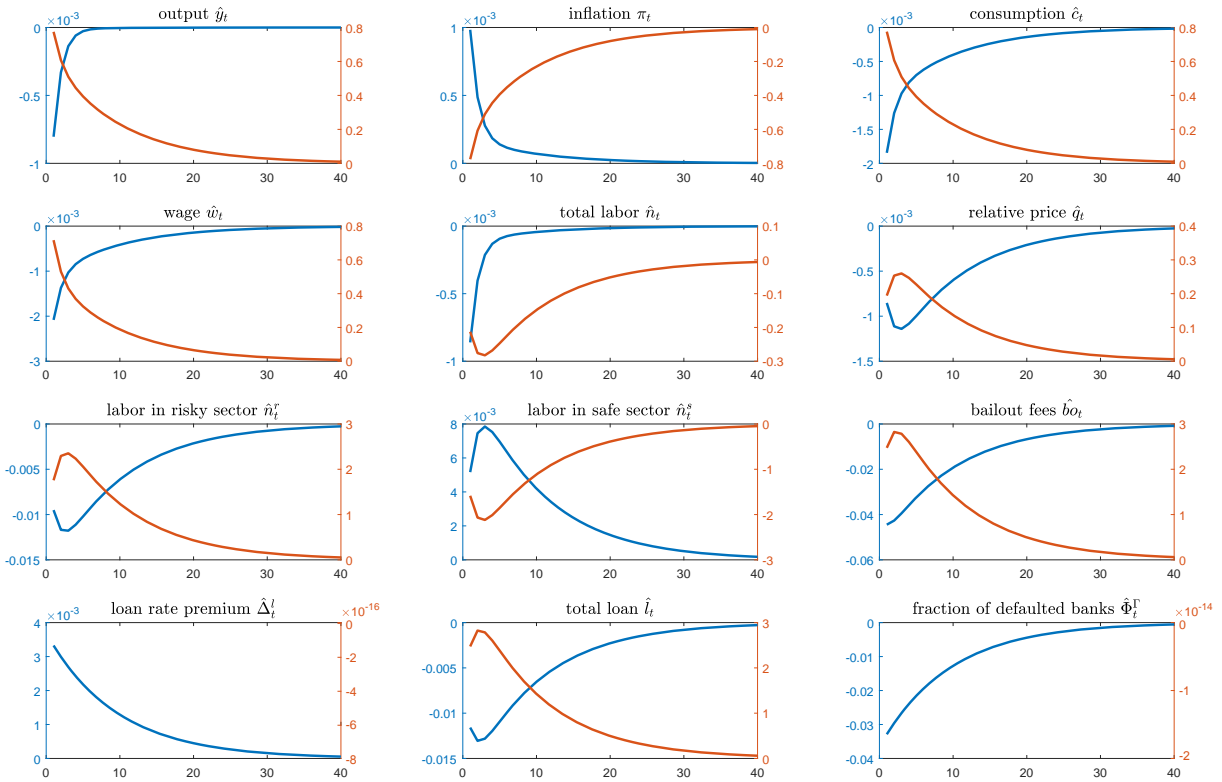 output ŷ_t
inflation π_t
consumption ĉ_t
×10^-3 0 -0.5 -1
0.8 0.6 0.4 0.2 0
0 10 20 30 40
×10^-3 1 0.5 0
0 -0.2 -0.4 -0.6 -0.8
0 10 20 30 40
×10^-3 0 -0.5 -1 -1.5 -2
0.8 0.6 0.4 0.2 0
0 10 20 30 40
wage ŵ_t
total labor n̂_t
relative price q̂_t
×10^-3 0 -1 -2 -3
0.8 0.6 0.4 0.2 0
0 10 20 30 40
×10^-3 0 -0.5 -1
0.1 0 -0.1 -0.2 -0.3
0 10 20 30 40
×10^-3 0 -0.5 -1 -1.5
0.4 0.3 0.2 0.1 0
0 10 20 30 40
labor in risky sector n̂_t^r
labor in safe sector n̂_t^s
bailout fees bô_t
0 -0.005 -0.01 -0.015
3 2 1 0
0 10 20 30 40
×10^-3 8 6 4 2 0
0 -1 -2 -3
0 10 20 30 40
0 -0.02 -0.04 -0.06
3 2 1 0
0 10 20 30 40
loan rate premium Δ̂_t^l
total loan l̂_t
fraction of defaulted banks Φ̂_t^Γ
×10^-3 4 3 2 1 0
×10^-16 0 -2 -4 -6 -8
0 10 20 30 40
0 -0.005 -0.01 -0.015
3 2 1 0
0 10 20 30 40
0 -0.01 -0.02 -0.03 -0.04
×10^-14 0 -1 -2
0 10 20 30 40